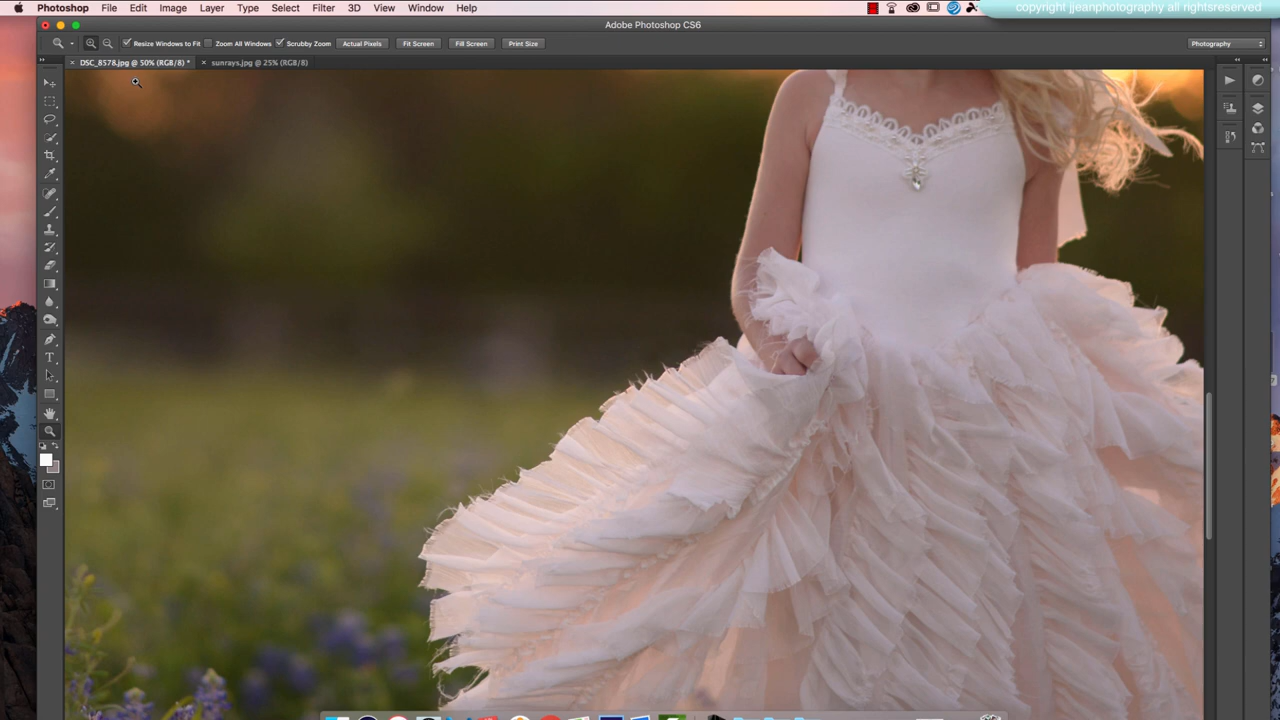 Photoshop File Edit Image Layer Type Select Filter 3D View Window Help
copyright jjeanphotography all rightsreserved
Adobe Photoshop CS6
Resize Windows to Fit Zoom All Windows Scrubby Zoom Actual Pixels Fit Screen Fill Screen Print Size Photography
× DSC_8578.jpg @ 50% (RGB/8) * × sunrays.jpg @ 25% (RGB/8)
T